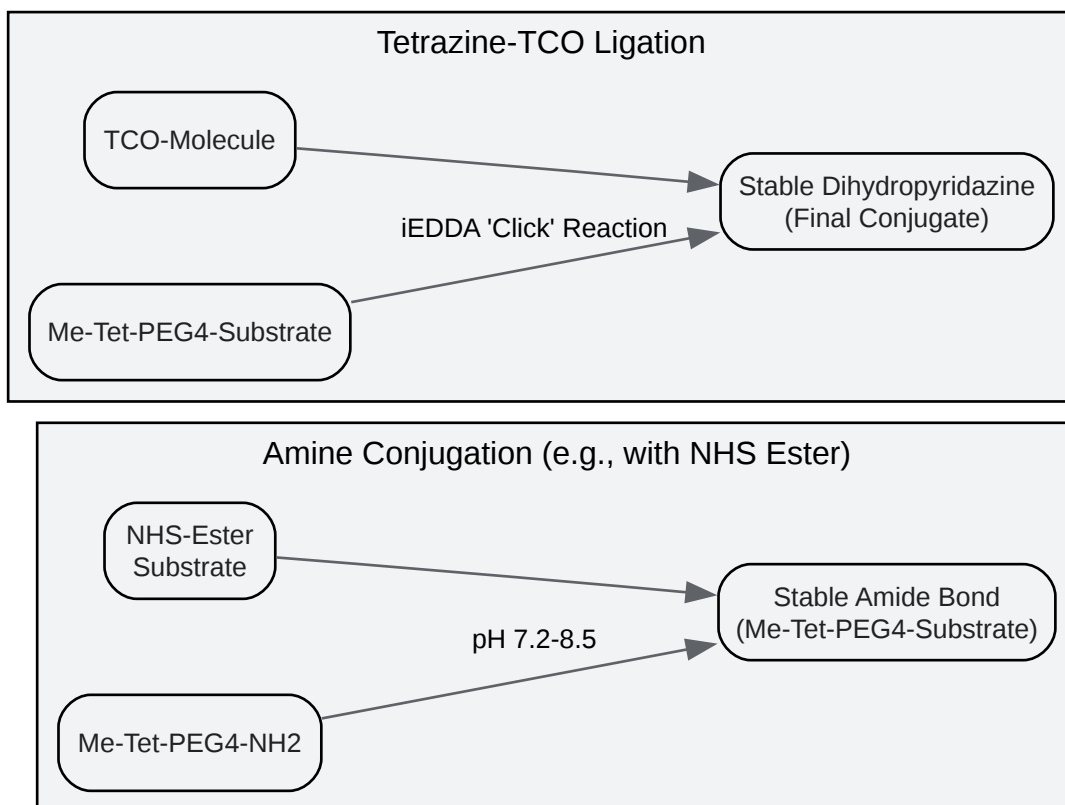 Tetrazine-TCO Ligation
TCO-Molecule
Stable Dihydropyridazine
(Final Conjugate)
iEDDA 'Click' Reaction
Me-Tet-PEG4-Substrate
Amine Conjugation (e.g., with NHS Ester)
NHS-Ester
Substrate
Stable Amide Bond
(Me-Tet-PEG4-Substrate)
pH 7.2-8.5
Me-Tet-PEG4-NH2